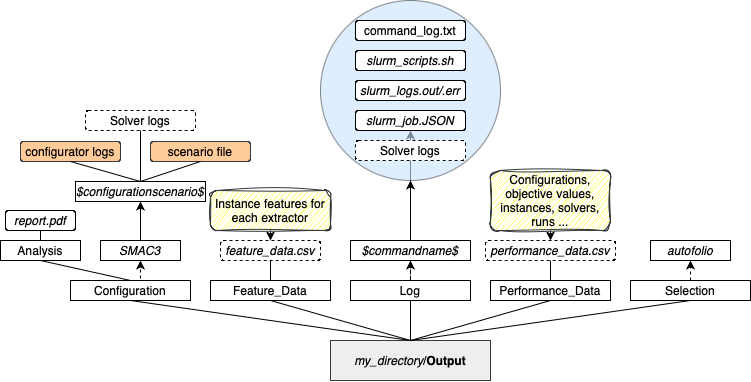 command_log.txt
slurm_scripts.sh
slurm_logs.out/.err
slurm_job.JSON
Solver logs
Solver logs
configurator logs
scenario file
$configurationscenario$
Instance features for
each extractor
Configurations,
objective values,
instances, solvers,
runs ...
report.pdf
Analysis
SMAC3
feature_data.csv
$commandname$
performance_data.csv
autofolio
Configuration
Feature_Data
Log
Performance_Data
Selection
my_directory/Output